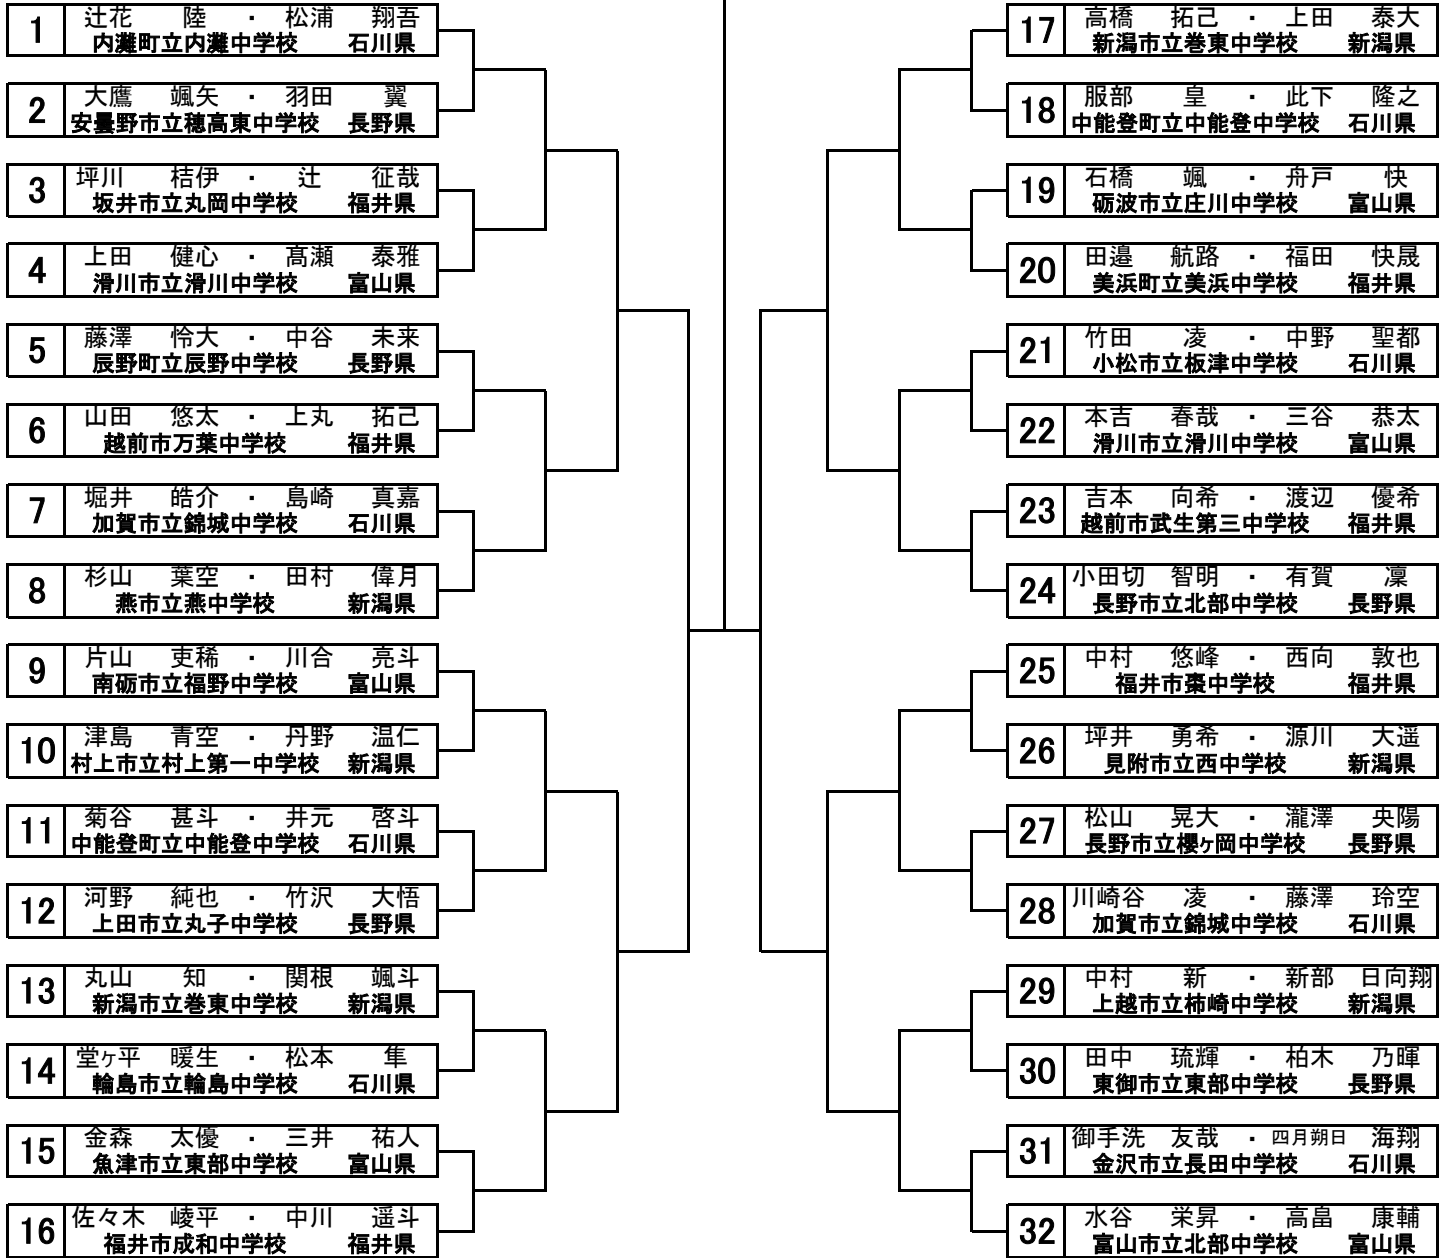 1 辻花 陸 ・ 松浦 翔吾
内灘町立内灘中学校 石川県
2 大鷹 颯矢 ・ 羽田 翼
安曇野市立穂高東中学校 長野県
3 坪川 桔伊 ・ 辻 征哉
坂井市立丸岡中学校 福井県
4 上田 健心 ・ 髙瀬 泰雅
滑川市立滑川中学校 富山県
5 藤澤 怜大 ・ 中谷 未来
辰野町立辰野中学校 長野県
6 山田 悠太 ・ 上丸 拓己
越前市万葉中学校 福井県
7 堀井 皓介 ・ 島崎 真嘉
加賀市立錦城中学校 石川県
8 杉山 葉空 ・ 田村 偉月
燕市立燕中学校 新潟県
9 片山 吏稀 ・ 川合 亮斗
南砺市立福野中学校 富山県
10 津島 青空 ・ 丹野 温仁
村上市立村上第一中学校 新潟県
11 菊谷 甚斗 ・ 井元 啓斗
中能登町立中能登中学校 石川県
12 河野 純也 ・ 竹沢 大悟
上田市立丸子中学校 長野県
13 丸山 知 ・ 関根 颯斗
新潟市立巻東中学校 新潟県
14 堂ヶ平 暖生 ・ 松本 隼
輪島市立輪島中学校 石川県
15 金森 太優 ・ 三井 祐人
魚津市立東部中学校 富山県
16 佐々木 崚平 ・ 中川 遥斗
福井市成和中学校 福井県
17 高橋 拓己 ・ 上田 泰大
新潟市立巻東中学校 新潟県
18 服部 皇 ・ 此下 隆之
中能登町立中能登中学校 石川県
19 石橋 颯 ・ 舟戸 快
砺波市立庄川中学校 富山県
20 田邉 航路 ・ 福田 快晟
美浜町立美浜中学校 福井県
21 竹田 凌 ・ 中野 聖都
小松市立板津中学校 石川県
22 本吉 春哉 ・ 三谷 恭太
滑川市立滑川中学校 富山県
23 吉本 向希 ・ 渡辺 優希
越前市武生第三中学校 福井県
24 小田切 智明 ・ 有賀 凜
長野市立北部中学校 長野県
25 中村 悠峰 ・ 西向 敦也
福井市棗中学校 福井県
26 坪井 勇希 ・ 源川 大遥
見附市立西中学校 新潟県
27 松山 晃大 ・ 瀧澤 央陽
長野市立櫻ヶ岡中学校 長野県
28 川崎谷 凌 ・ 藤澤 玲空
加賀市立錦城中学校 石川県
29 中村 新 ・ 新部 日向翔
上越市立柿崎中学校 新潟県
30 田中 琉輝 ・ 柏木 乃暉
東御市立東部中学校 長野県
31 御手洗 友哉 ・ 四月朔日 海翔
金沢市立長田中学校 石川県
32 水谷 栄昇 ・ 高畠 康輔
富山市立北部中学校 富山県